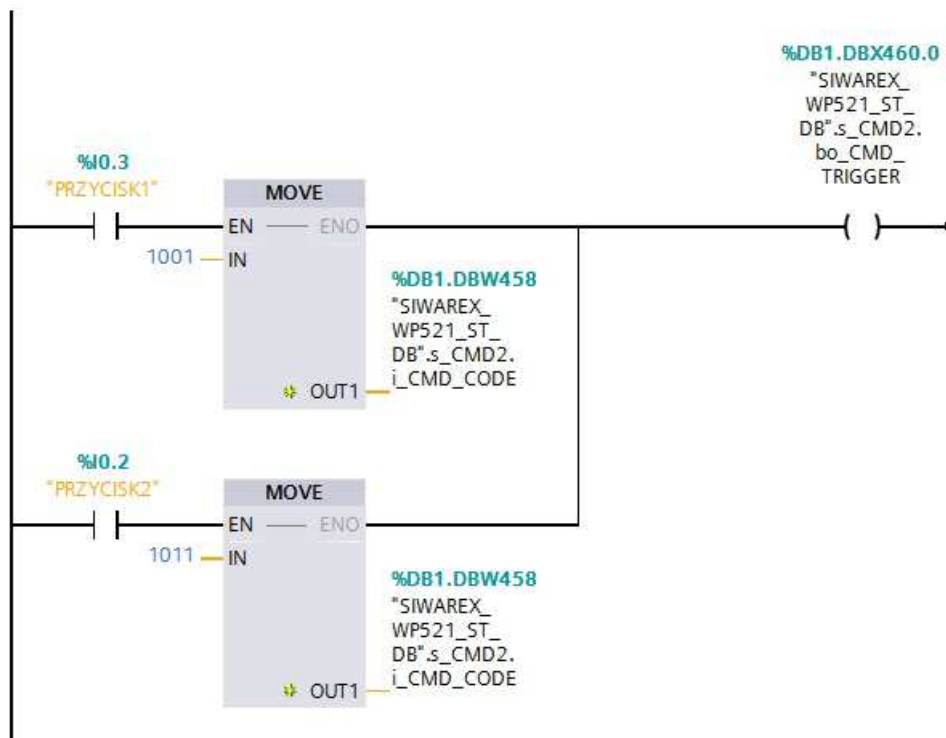 %DB1.DBX460.0
"SIWAREX_
WP521_ST_
DB".s_CMD2.
bo_CMD_
TRIGGER
%I0.3
"PRZYCISK1"
MOVE
EN
ENO
1001
IN
%DB1.DBW458
"SIWAREX_
WP521_ST_
DB".s_CMD2.
i_CMD_CODE
OUT1
%I0.2
"PRZYCISK2"
MOVE
EN
ENO
1011
IN
%DB1.DBW458
"SIWAREX_
WP521_ST_
DB".s_CMD2.
i_CMD_CODE
OUT1